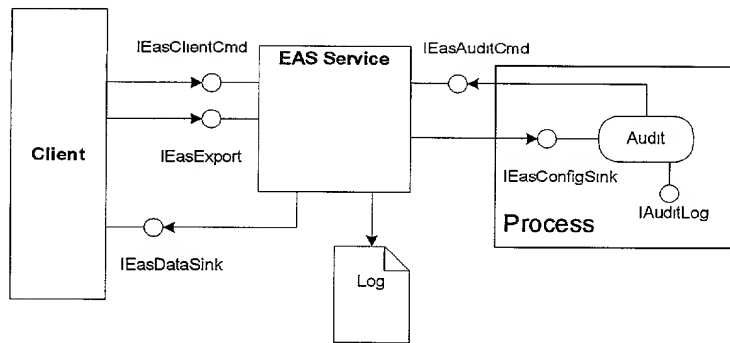 IEasClientCmd
EAS Service
IEasAuditCmd
Client
IEasExport
Audit
IEasConfigSink
IAuditLog
Process
IEasDataSink
Log